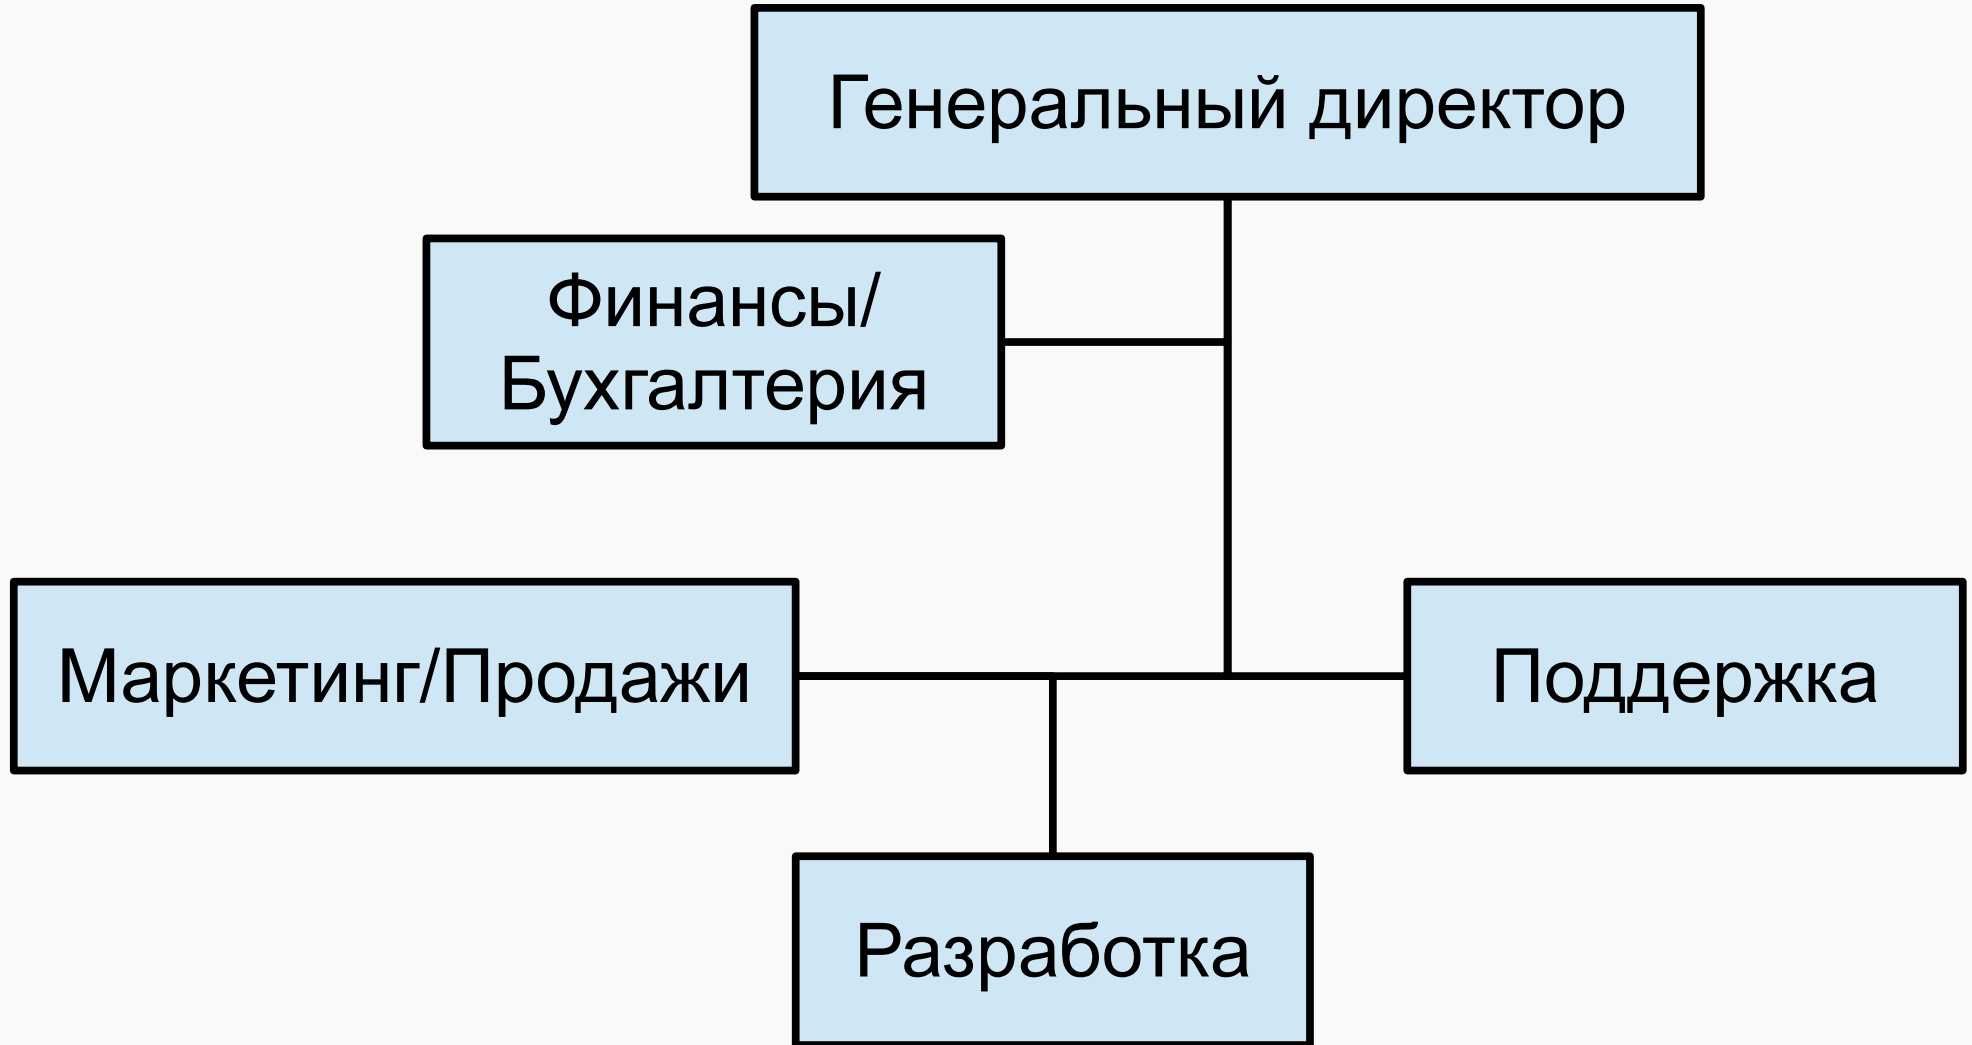 Генеральный директор
Финансы/
Бухгалтерия
Маркетинг/Продажи
Поддержка
Разработка